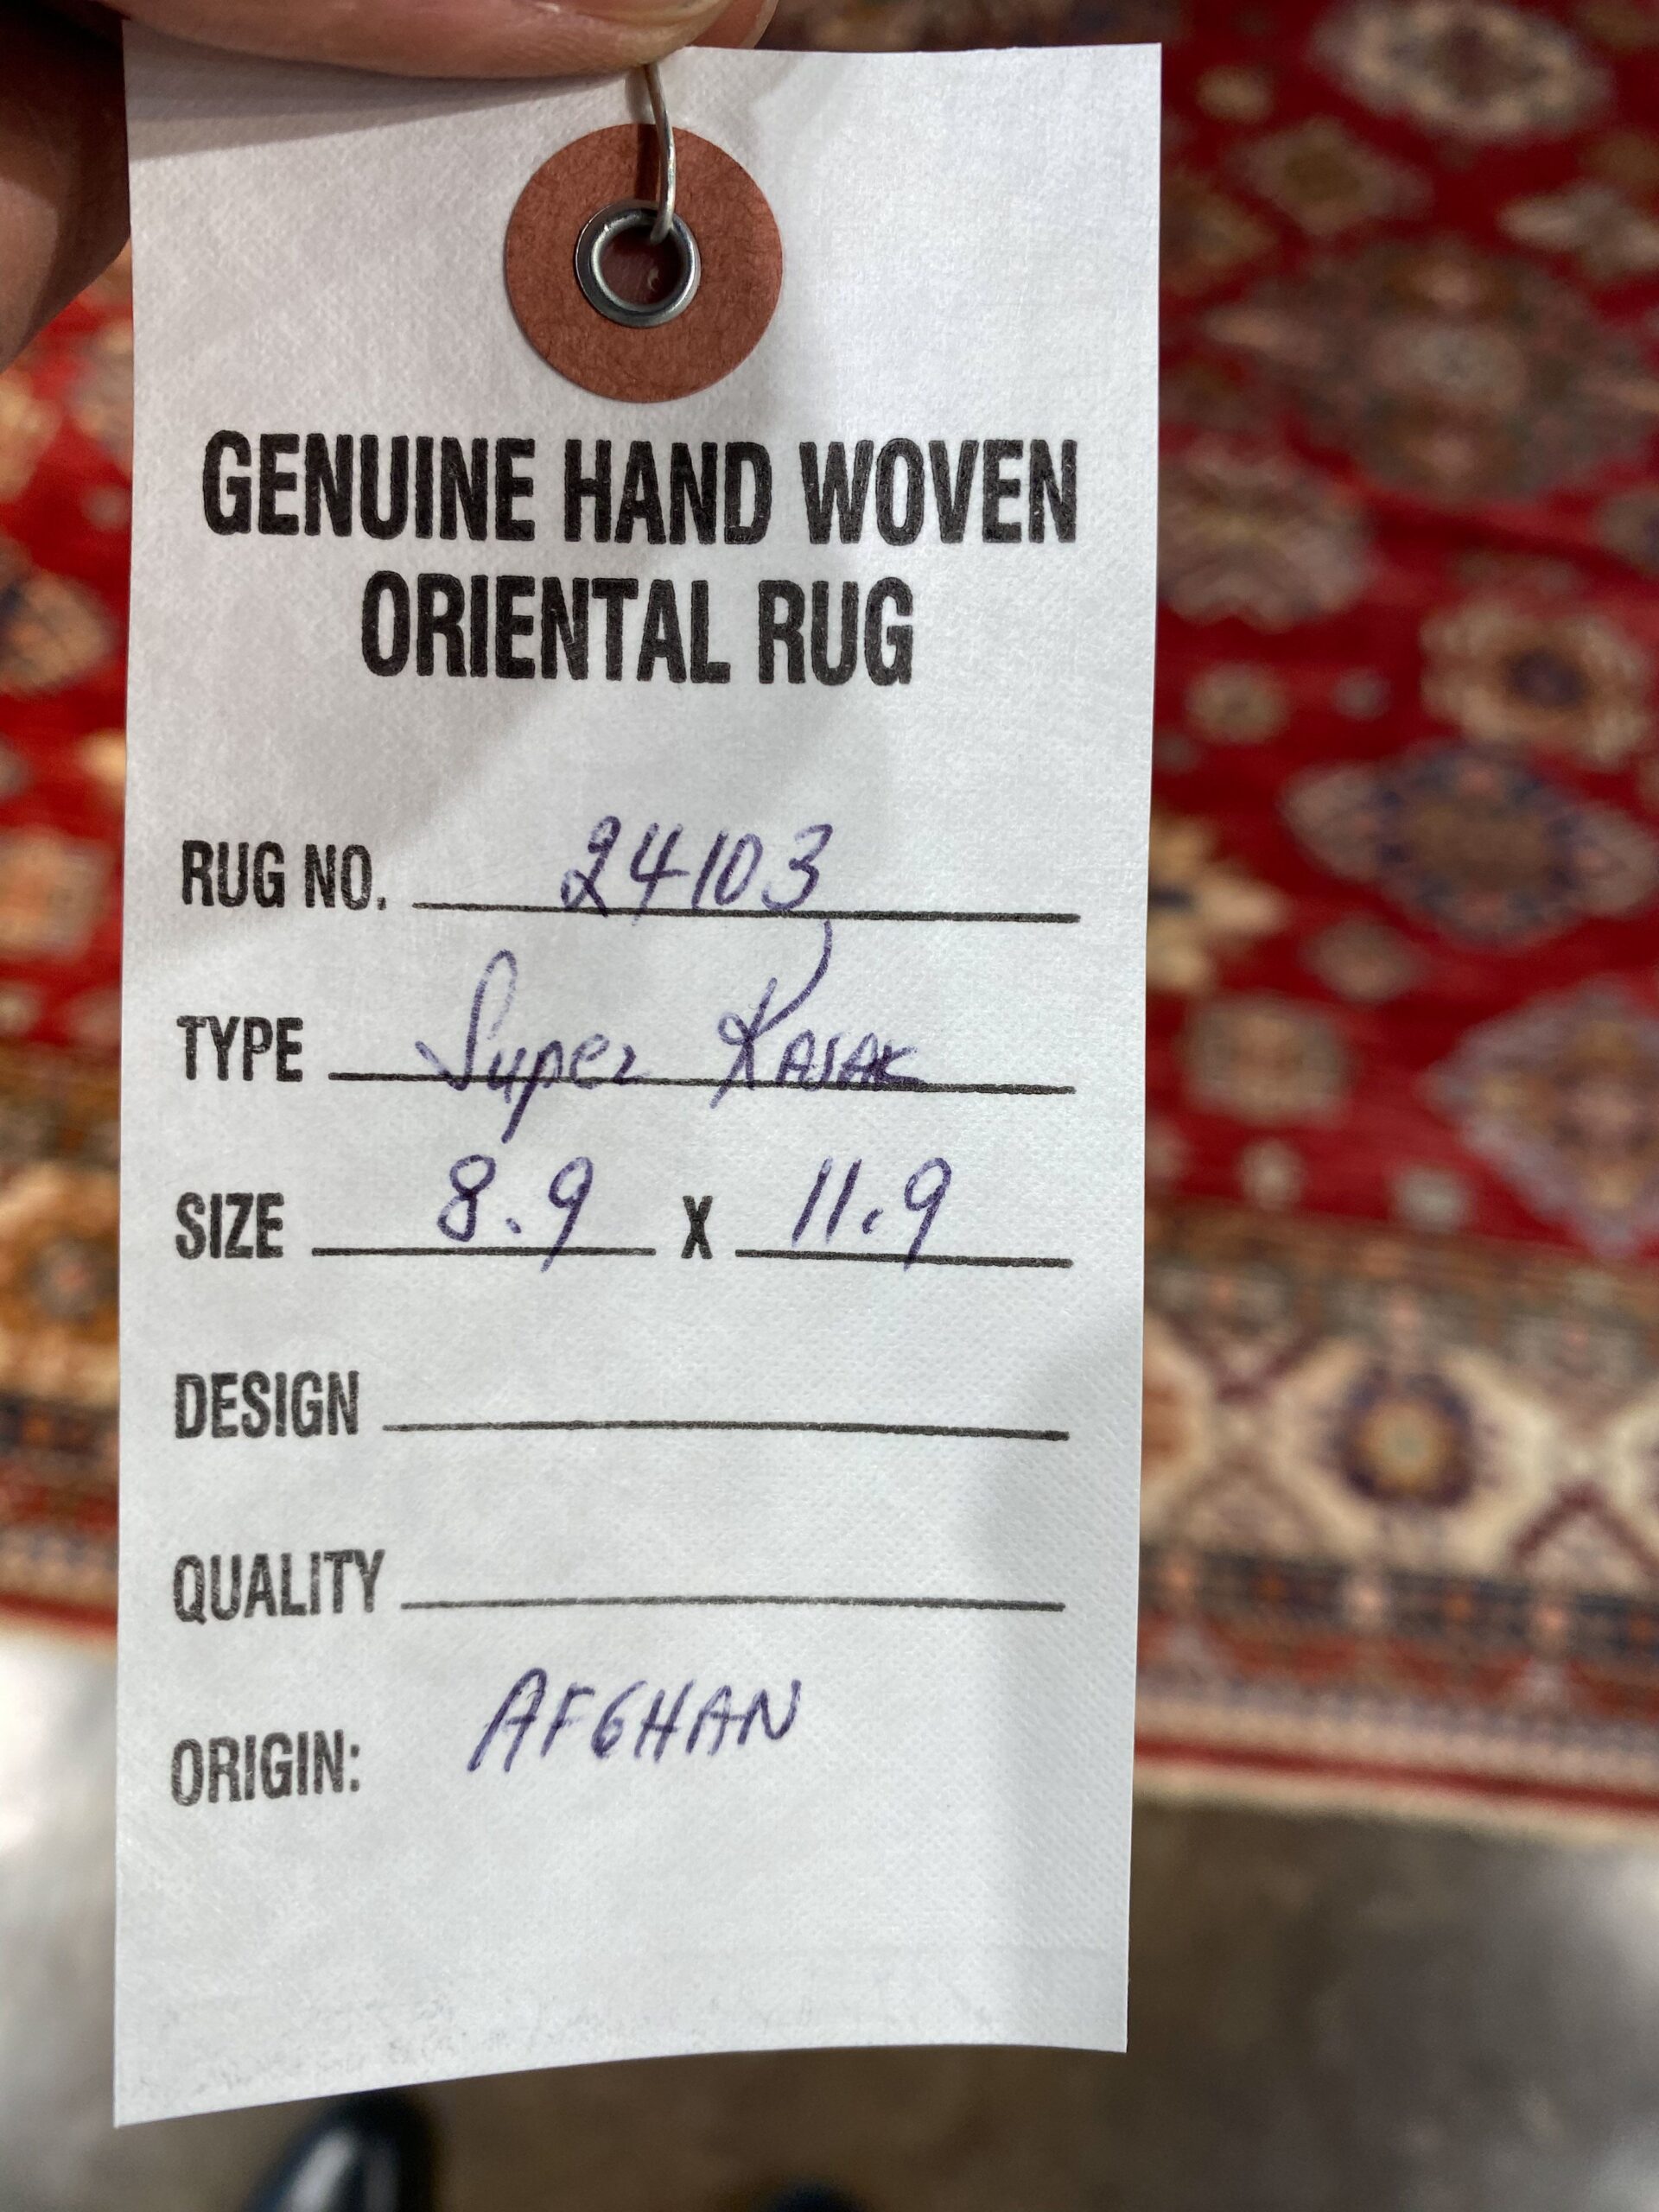 GENUINE HAND WOVEN
ORIENTAL RUG
RUG NO. 24103
TYPE Super KASAK
SIZE 8.9 X 11.9
DESIGN
QUALITY
ORIGIN: AFGHAN